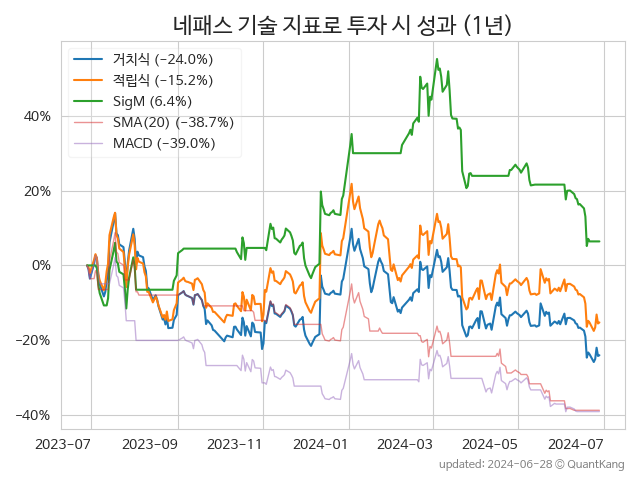 네패스 기술 지표로 투자 시 성과 (1년)
거치식 (−24.0%)
적립식 (−15.2%)
SigM (6.4%)
SMA(20) (−38.7%)
MACD (−39.0%)
40%
20%
0%
−20%
−40%
2023-07 2023-09 2023-11 2024-01 2024-03 2024-05 2024-07
updated: 2024-06-28 © QuantKang